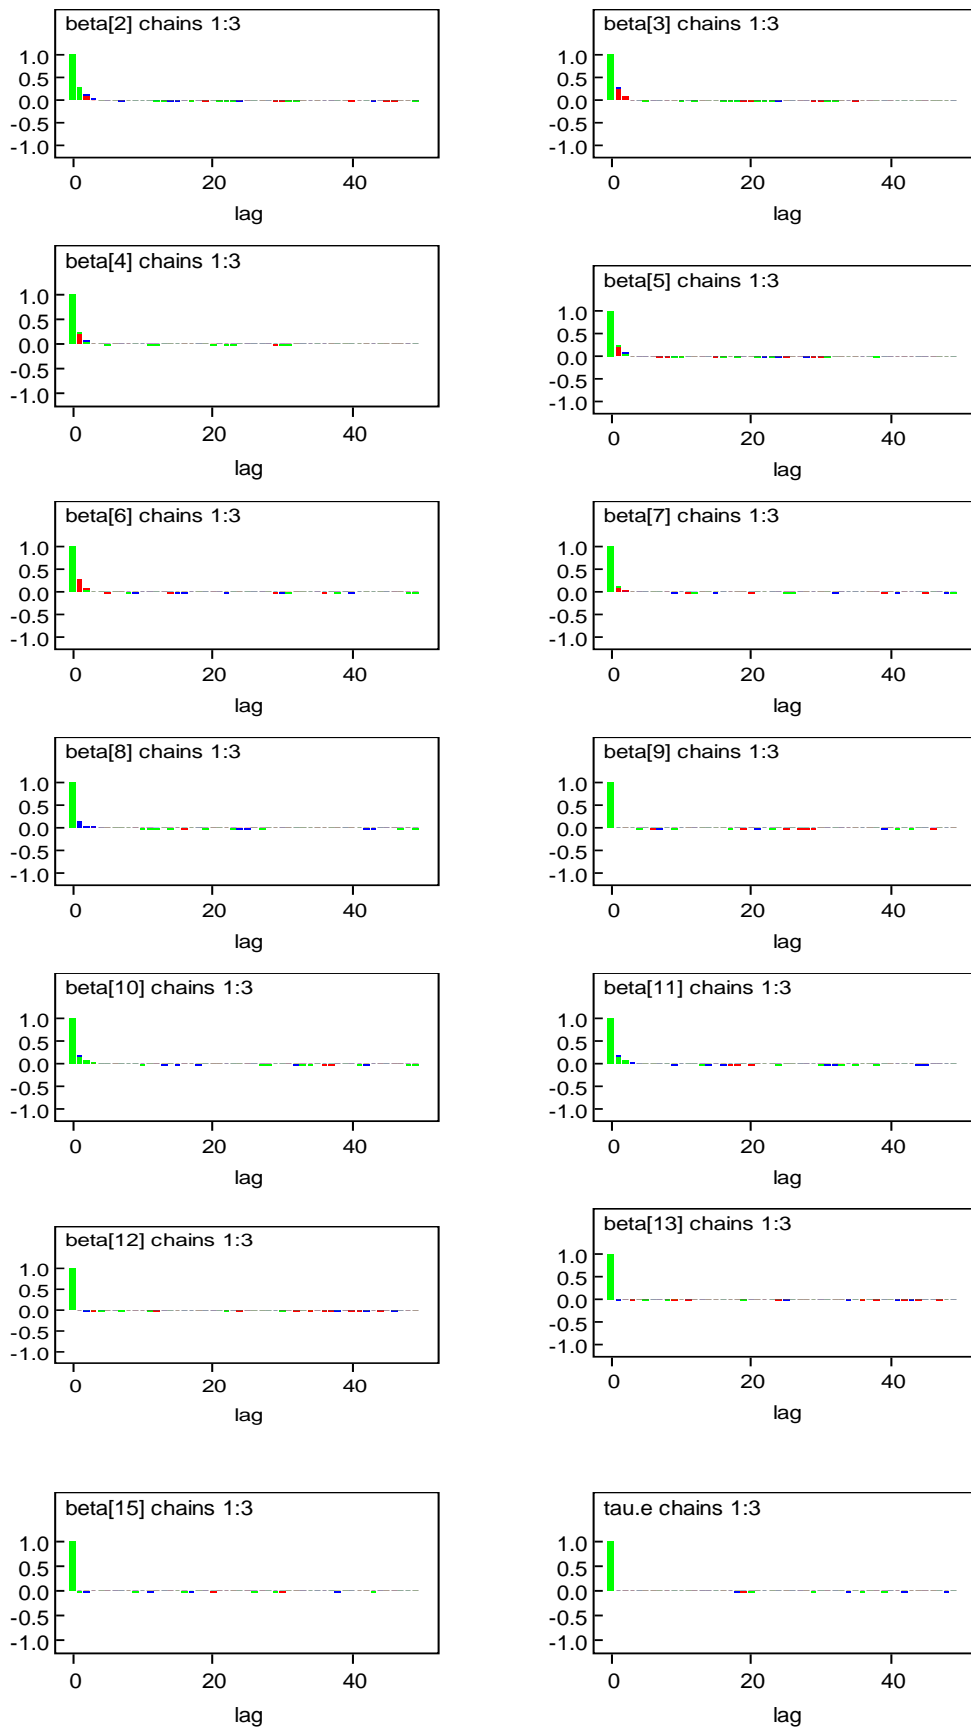 beta[2] chains 1:3
1.0
0.5
0.0
-0.5
-1.0
0 20 40
lag
beta[3] chains 1:3
1.0
0.5
0.0
-0.5
-1.0
0 20 40
lag
beta[4] chains 1:3
1.0
0.5
0.0
-0.5
-1.0
0 20 40
lag
beta[5] chains 1:3
1.0
0.5
0.0
-0.5
-1.0
0 20 40
lag
beta[6] chains 1:3
1.0
0.5
0.0
-0.5
-1.0
0 20 40
lag
beta[7] chains 1:3
1.0
0.5
0.0
-0.5
-1.0
0 20 40
lag
beta[8] chains 1:3
1.0
0.5
0.0
-0.5
-1.0
0 20 40
lag
beta[9] chains 1:3
1.0
0.5
0.0
-0.5
-1.0
0 20 40
lag
beta[10] chains 1:3
1.0
0.5
0.0
-0.5
-1.0
0 20 40
lag
beta[11] chains 1:3
1.0
0.5
0.0
-0.5
-1.0
0 20 40
lag
beta[12] chains 1:3
1.0
0.5
0.0
-0.5
-1.0
0 20 40
lag
beta[13] chains 1:3
1.0
0.5
0.0
-0.5
-1.0
0 20 40
lag
beta[15] chains 1:3
1.0
0.5
0.0
-0.5
-1.0
0 20 40
lag
tau.e chains 1:3
1.0
0.5
0.0
-0.5
-1.0
0 20 40
lag